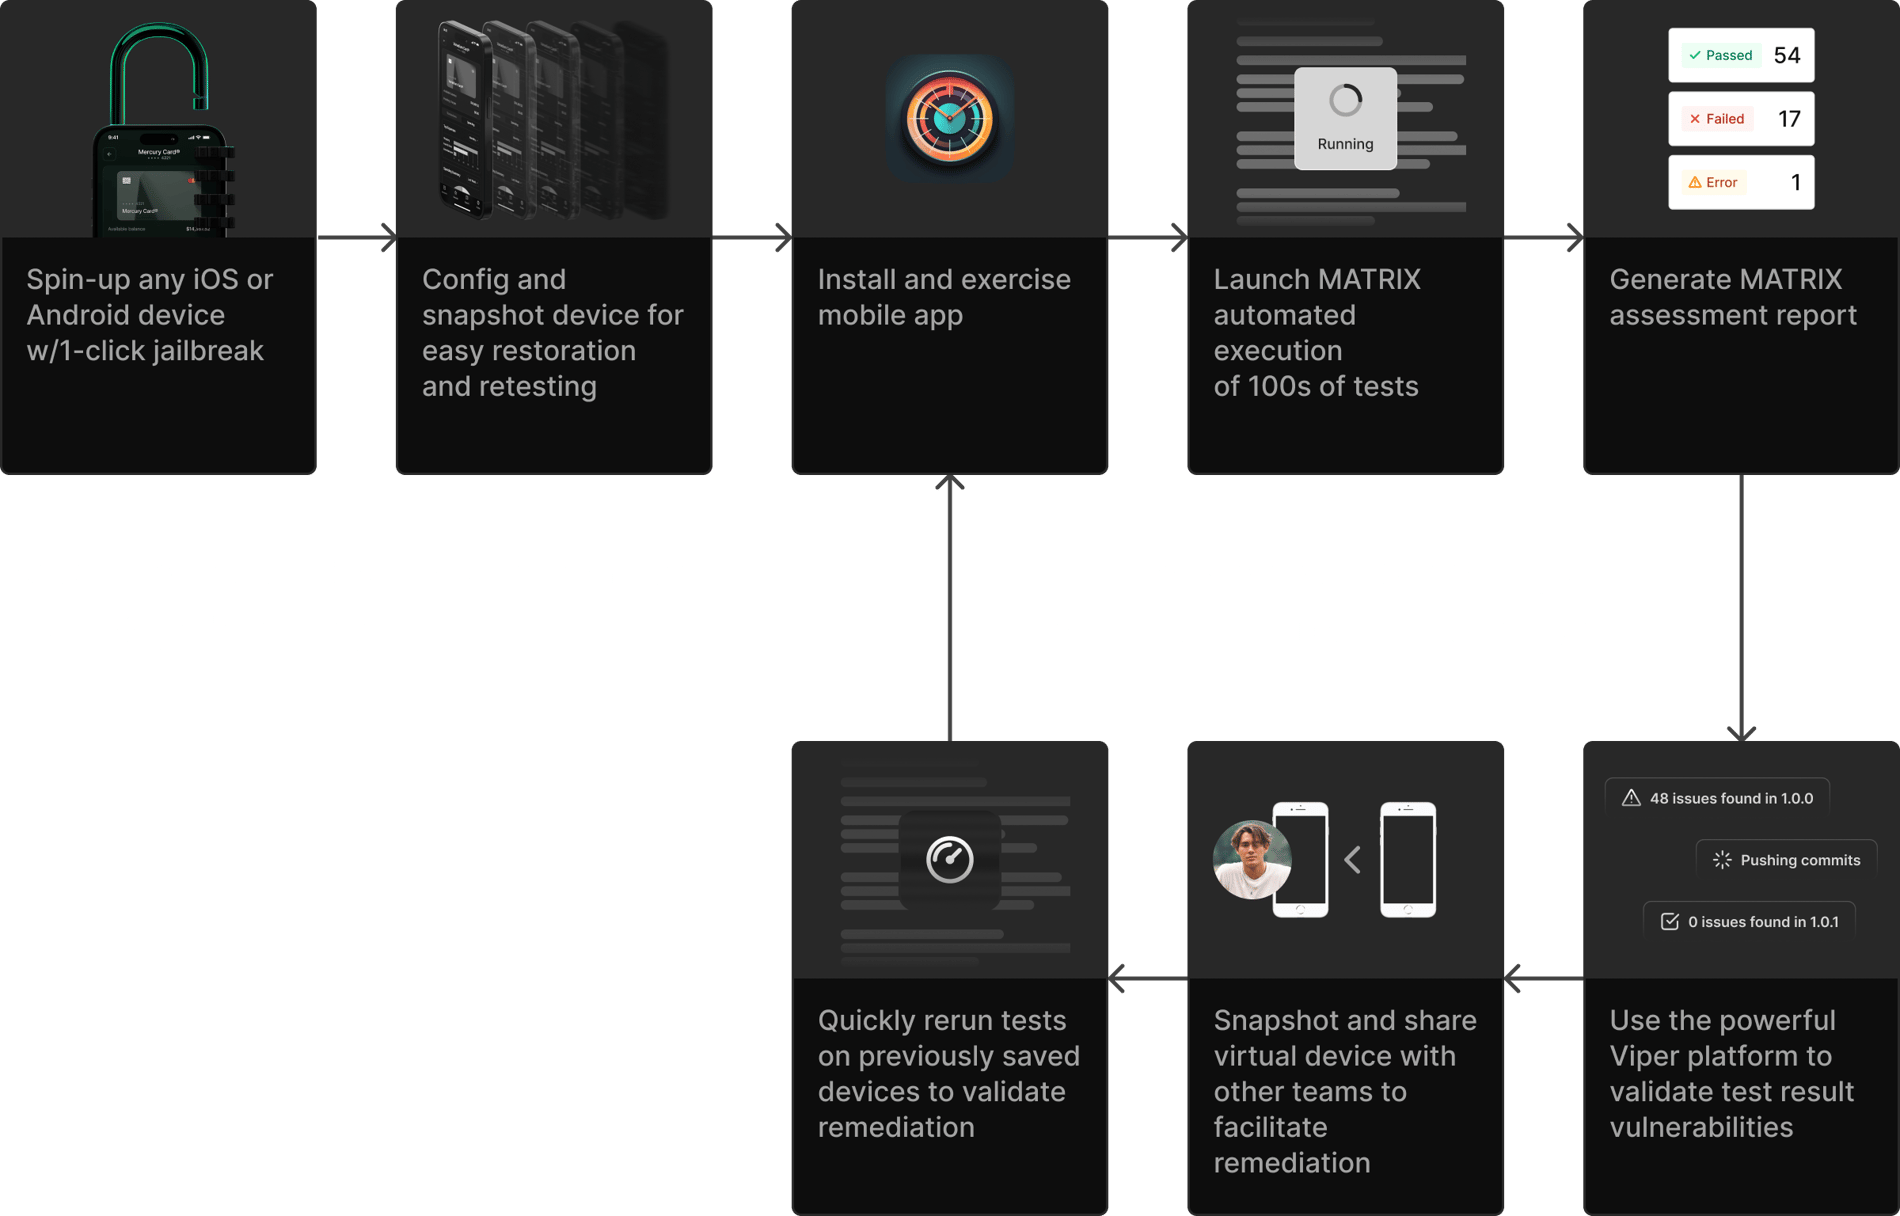 9:41
Mercury Card®
Mercury Card®
Available balance
Spin-up any iOS or
Android device
w/1-click jailbreak
Config and
snapshot device for
easy restoration
and retesting
Install and exercise
mobile app
Running
Launch MATRIX
automated
execution
of 100s of tests
Passed 54
Failed 17
Error 1
Generate MATRIX
assessment report
Quickly rerun tests
on previously saved
devices to validate
remediation
Snapshot and share
virtual device with
other teams to
facilitate
remediation
48 issues found in 1.0.0
Pushing commits
0 issues found in 1.0.1
Use the powerful
Viper platform to
validate test result
vulnerabilities